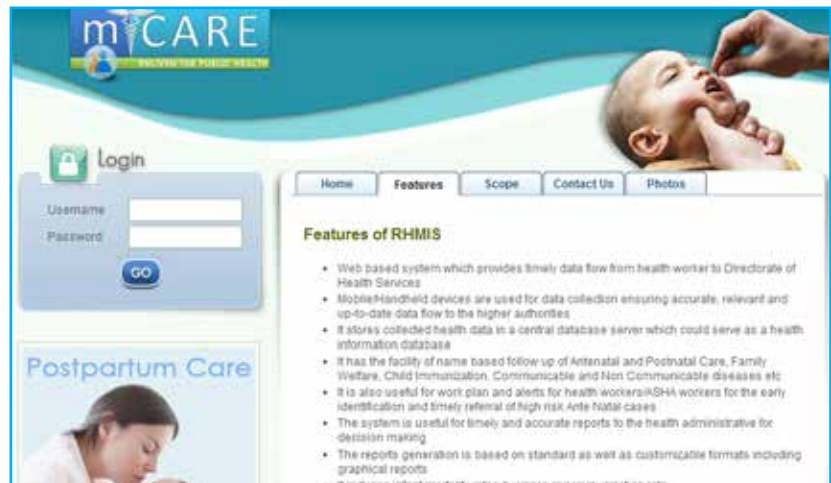 mCARE
ENLIVEN THE PUBLIC HEALTH
Login
Username
Password
GO
Postpartum Care
Home
Features
Scope
Contact Us
Photos
Features of RHMIS
Web based system which provides timely data flow from health worker to Directorate of
Health Services
Mobile/Handheld devices are used for data collection ensuring accurate, relevant and
up-to-date data flow to the higher authorities
It stores collected health data in a central database server which could serve as a health
information database
It has the facility of name based follow up of Antenatal and Postnatal Care, Family
Welfare, Child Immunization, Communicable and Non Communicable diseases etc
It is also useful for work plan and alerts for health workers/ASHA workers for the early
identification and timely referral of high risk Ante Natal cases
The system is useful for timely and accurate reports to the health administrative for
decision making
The reports generation is based on standard as well as customizable formats including
graphical reports